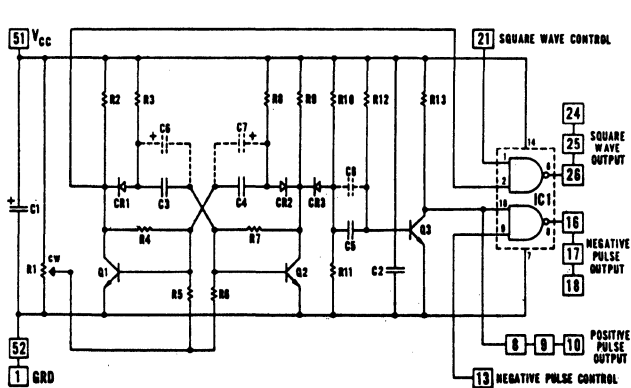 51 VCC
21 SQUARE WAVE CONTROL
R2 R3 R8 R9 R10 R12 R13
24
C6 C7
+ +
25 SQUARE WAVE OUTPUT
C8
14
1 6
26
2
CR1 C3 C4 CR2 CR3
IC1
+ C1
10
16
R4 R7 C5
9 8
17 NEGATIVE PULSE OUTPUT
R1 CW
Q1 Q2 R11 C2 Q3
7
18
R5 R6
52
8 9 10 POSITIVE PULSE OUTPUT
1 GRD
13 NEGATIVE PULSE CONTROL